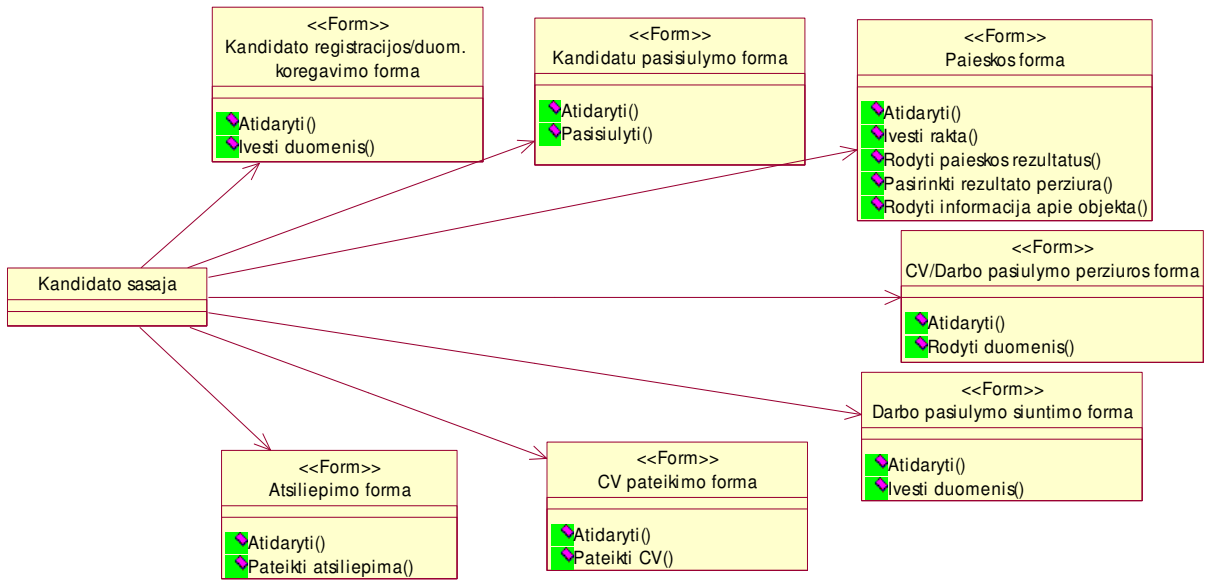 <<Form>>
Kandidato registracijos/duom.
koregavimo forma
Atidaryti()
Ivesti duomenis()
<<Form>>
Kandidatu pasisiulymo forma
Atidaryti()
Pasisiulyti()
<<Form>>
Paieskos forma
Atidaryti()
Ivesti rakta()
Rodyti paieskos rezultatus()
Pasirinkti rezultato perziura()
Rodyti informacija apie objekta()
Kandidato sasaja
<<Form>>
CV/Darbo pasiulymo perziuros forma
Atidaryti()
Rodyti duomenis()
<<Form>>
Darbo pasiulymo siuntimo forma
Atidaryti()
Ivesti duomenis()
<<Form>>
Atsiliepimo forma
Atidaryti()
Pateikti atsiliepima()
<<Form>>
CV pateikimo forma
Atidaryti()
Pateikti CV()